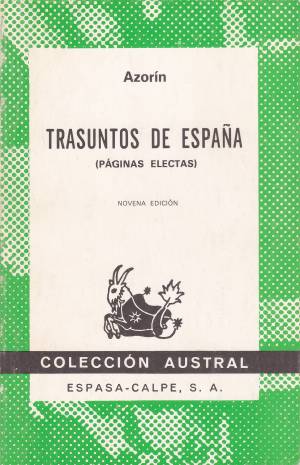 Azorín
TRASUNTOS DE ESPAÑA
(PÁGINAS ELECTAS)
NOVENA EDICIÓN
COLECCIÓN AUSTRAL
ESPASA-CALPE, S. A.